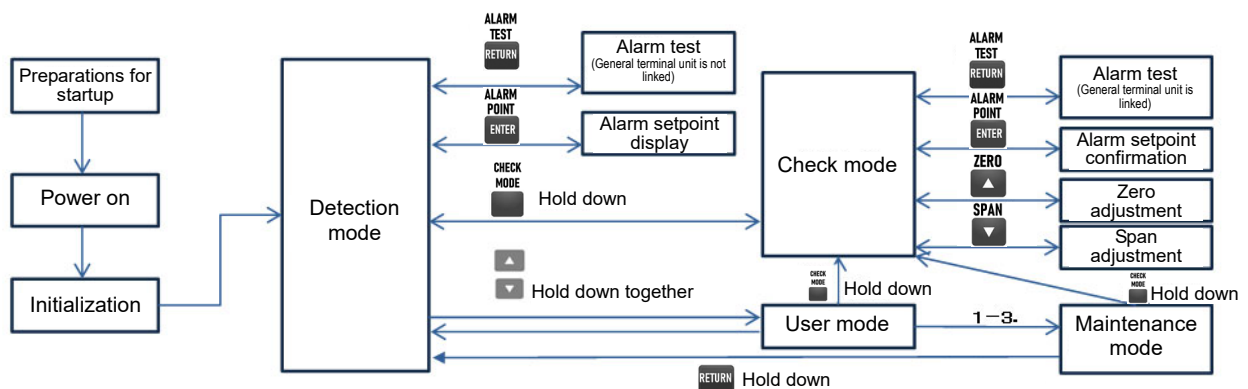 Preparations for
startup
Power on
Initialization
Detection
mode
ALARM
TEST
RETURN
Alarm test
(General terminal unit is not
linked)
ALARM
POINT
ENTER
Alarm setpoint
display
CHECK
MODE
Hold down
Hold down together
Check mode
ALARM
TEST
RETURN
Alarm test
(General terminal unit is
linked)
ALARM
POINT
ENTER
Alarm setpoint
confirmation
ZERO
Zero
adjustment
SPAN
Span
adjustment
CHECK
MODE
Hold down
CHECK
MODE
Hold down
User mode
1－3.
Maintenance
mode
RETURN Hold down